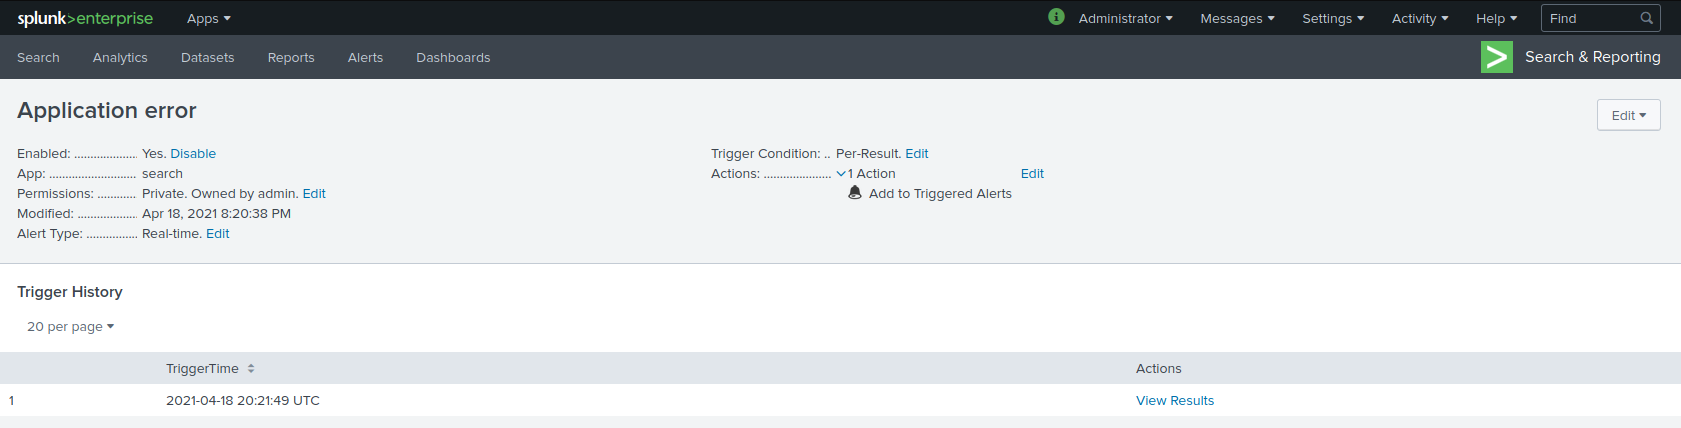 splunk>enterprise Apps Administrator Messages Settings Activity Help Find
Search Analytics Datasets Reports Alerts Dashboards Search & Reporting
Application error
Edit
Enabled: ................... Yes. Disable
App: ........................... search
Permissions: ............ Private. Owned by admin. Edit
Modified: .................. Apr 18, 2021 8:20:38 PM
Alert Type: ................ Real-time. Edit
Trigger Condition: .. Per-Result. Edit
Actions: ..................... 1 Action Edit
Add to Triggered Alerts
Trigger History
20 per page
TriggerTime Actions
1 2021-04-18 20:21:49 UTC View Results